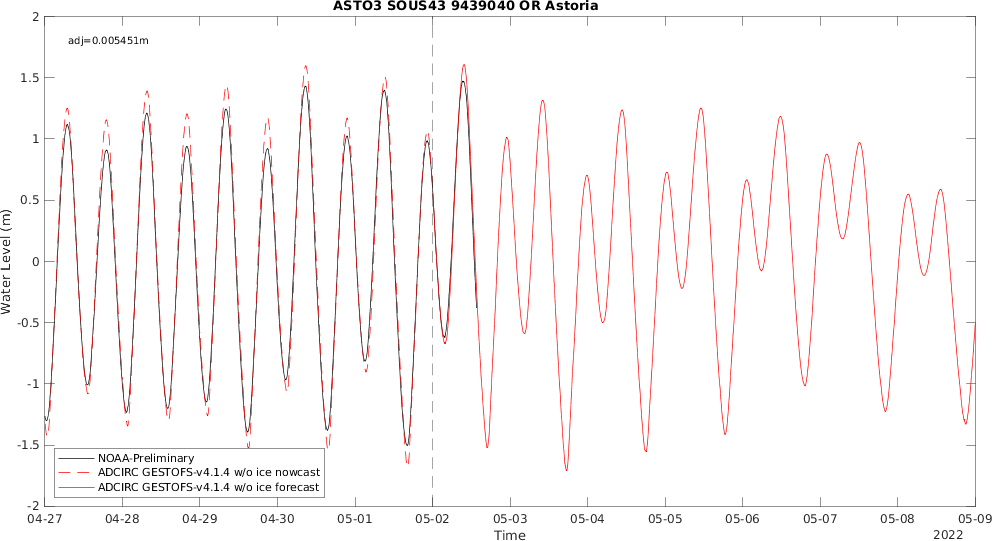 ASTO3 SOUS43 9439040 OR Astoria
adj=0.005451m
Water Level (m)
2
1.5
1
0.5
0
-0.5
-1
-1.5
-2
NOAA-Preliminary
ADCIRC GESTOFS-v4.1.4 w/o ice nowcast
ADCIRC GESTOFS-v4.1.4 w/o ice forecast
04-27 04-28 04-29 04-30 05-01 05-02 05-03 05-04 05-05 05-06 05-07 05-08 05-09
Time
2022